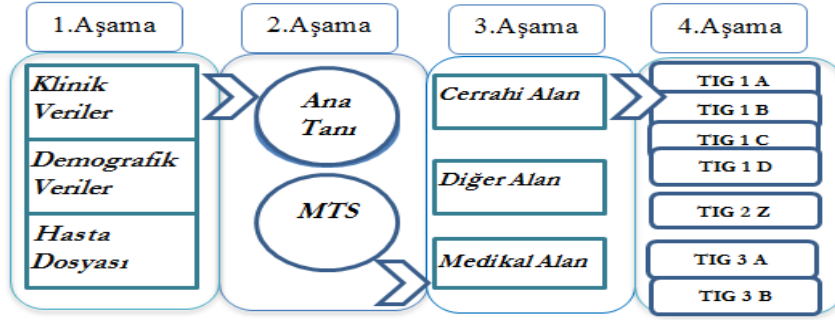 1.Aşama
2.Aşama
3.Aşama
4.Aşama
Klinik
Veriler
Demografik
Veriler
Hasta
Dosyası
Ana
Tanı
MTS
Cerrahi Alan
Diğer Alan
Medikal Alan
TIG 1 A
TIG 1 B
TIG 1 C
TIG 1 D
TIG 2 Z
TIG 3 A
TIG 3 B